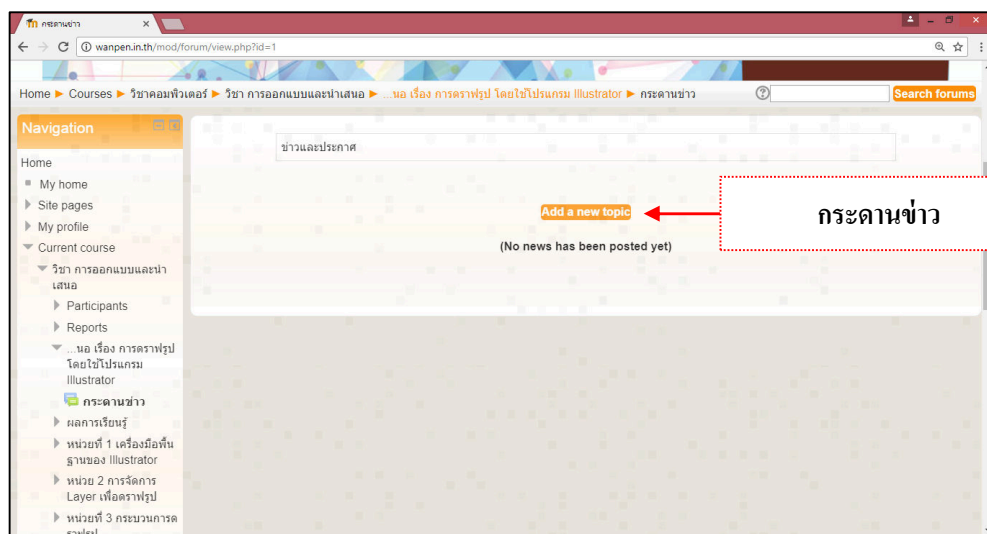 กระดานข่าว
wanpen.in.th/mod/forum/view.php?id=1
Home ► Courses ► วิชาคอมพิวเตอร์ ► วิชา การออกแบบและนำเสนอ ► ...นอ เรื่อง การดราฟรูป โดยใช้โปรแกรม Illustrator ► กระดานข่าว
Search forums
Navigation
ข่าวและประกาศ
Home
My home
Site pages
My profile
Current course
วิชา การออกแบบและนำ
เสนอ
Participants
Reports
...นอ เรื่อง การดราฟรูป
โดยใช้โปรแกรม
Illustrator
กระดานข่าว
ผลการเรียนรู้
หน่วยที่ 1 เครื่องมือพื้น
ฐานของ Illustrator
หน่วย 2 การจัดการ
Layer เพื่อดราฟรูป
หน่วยที่ 3 กระบวนการด
ราฟรูป
Add a new topic
(No news has been posted yet)
กระดานข่าว